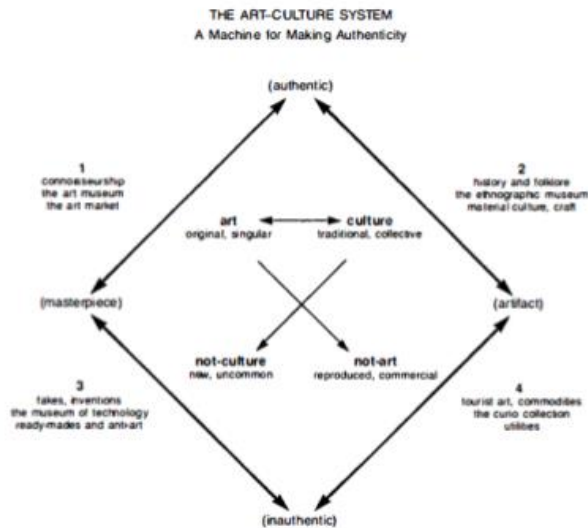 THE ART–CULTURE SYSTEM
A Machine for Making Authenticity
(authentic)
1
connoisseurship
the art museum
the art market
2
history and folklore
the ethnographic museum
material culture, craft
art
original, singular
culture
traditional, collective
(masterpiece)
(artifact)
not-culture
new, uncommon
not-art
reproduced, commercial
3
fakes, inventions
the museum of technology
ready-mades and anti-art
4
tourist art, commodities
the curio collection
utilities
(inauthentic)